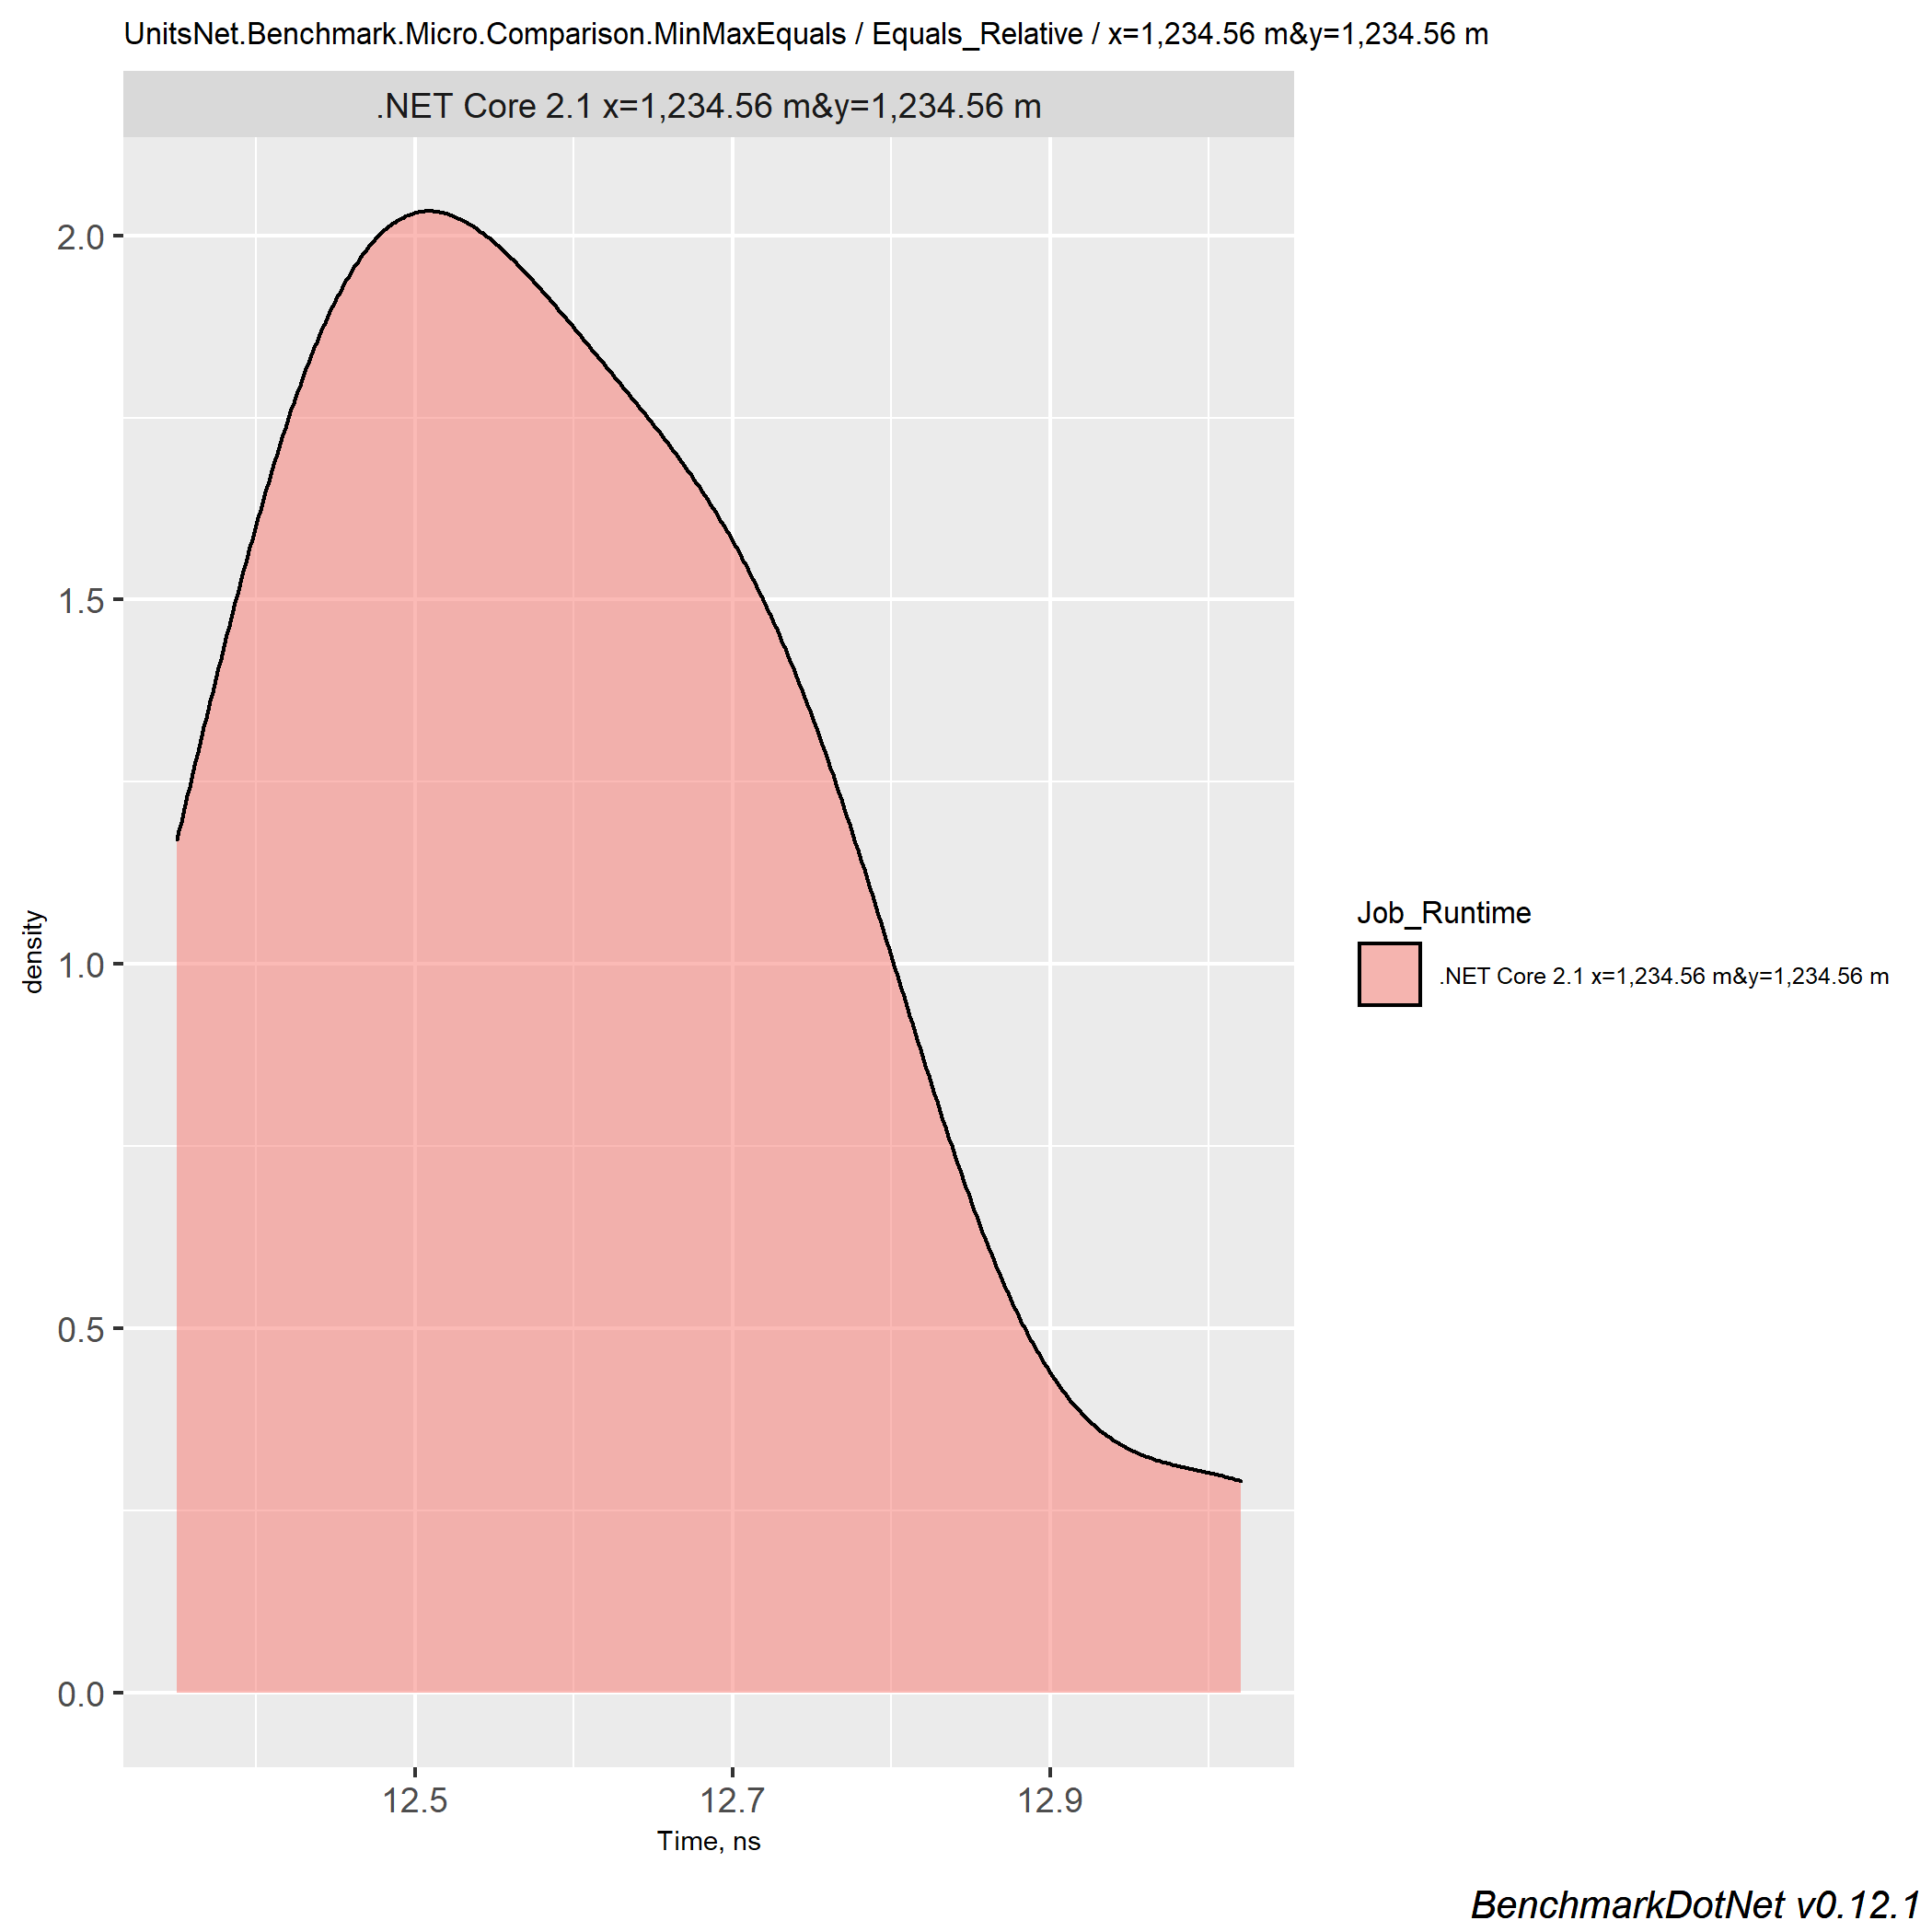 UnitsNet.Benchmark.Micro.Comparison.MinMaxEquals / Equals_Relative / x=1,234.56 m&y=1,234.56 m
.NET Core 2.1 x=1,234.56 m&y=1,234.56 m
2.0
1.5
1.0
0.5
0.0
density
12.5
12.7
12.9
Time, ns
Job_Runtime
.NET Core 2.1 x=1,234.56 m&y=1,234.56 m
BenchmarkDotNet v0.12.1